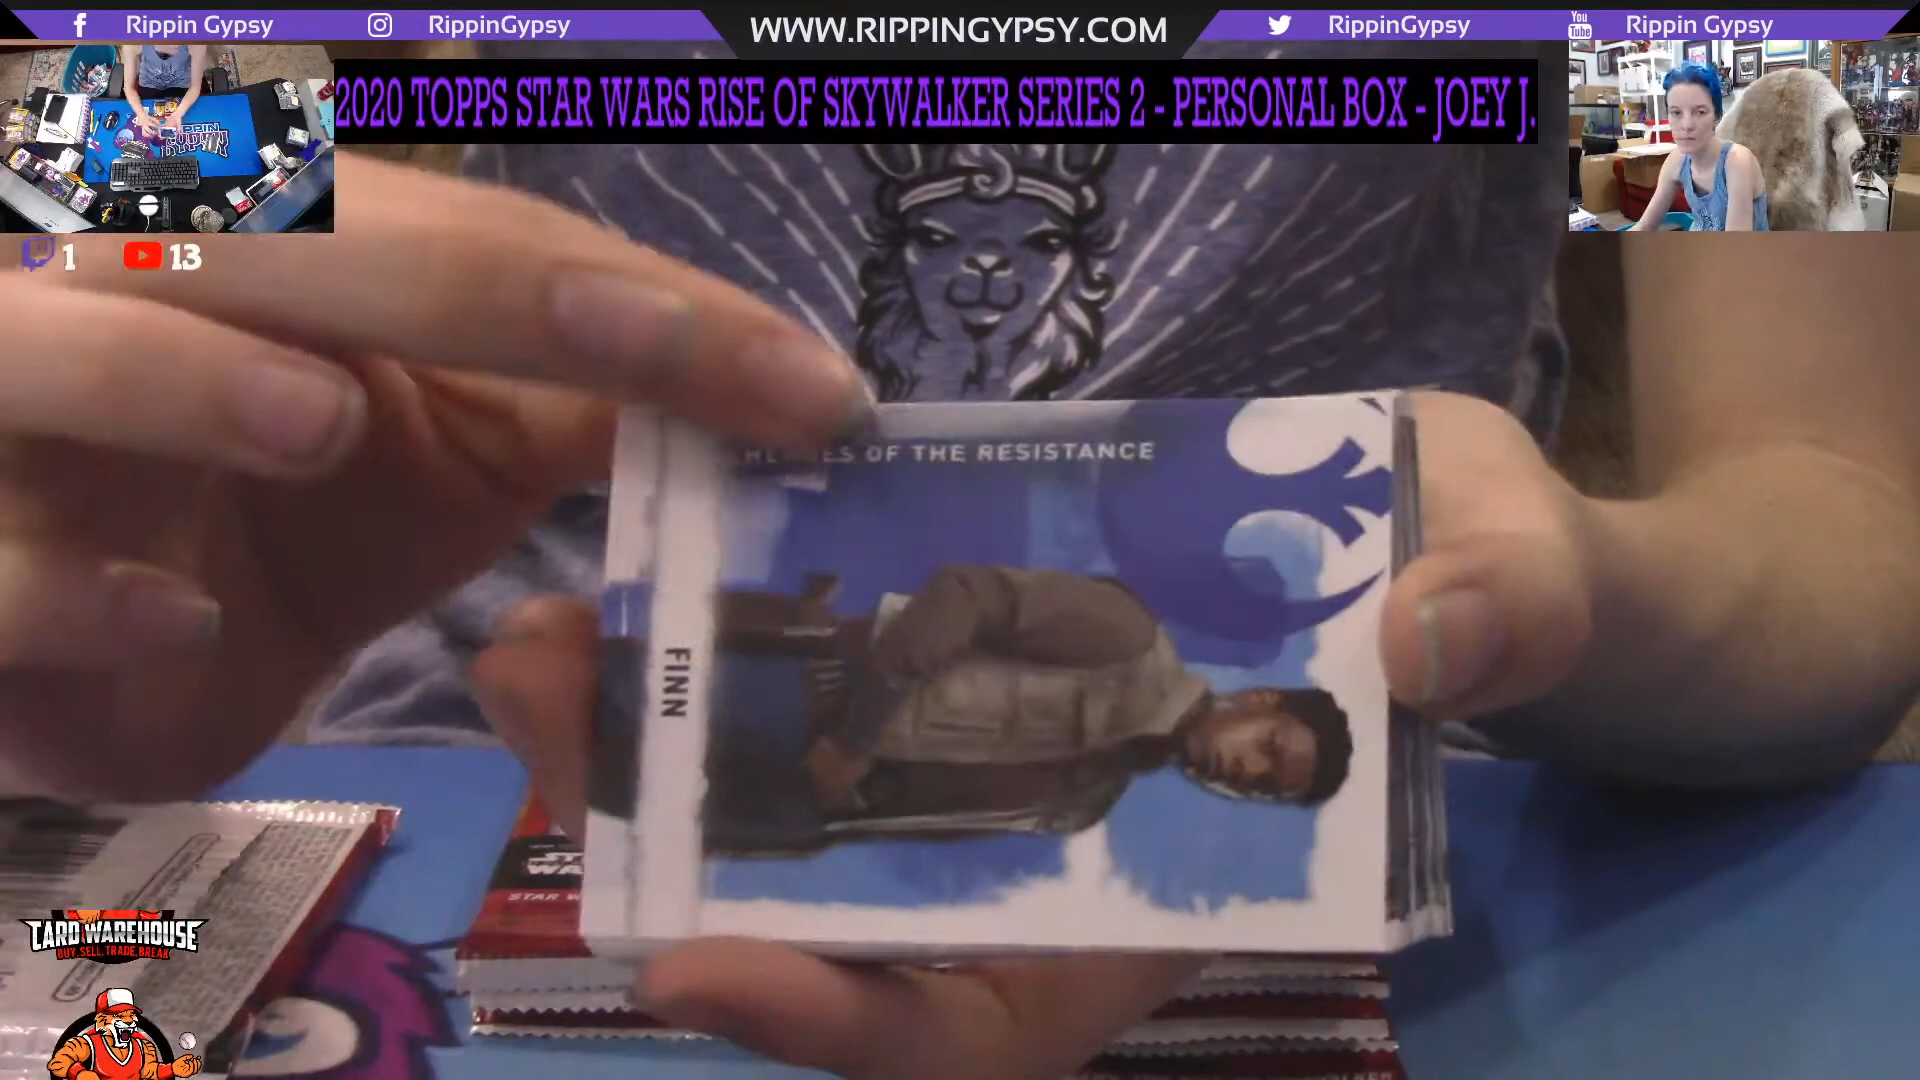 Rippin Gypsy
RippinGypsy
WWW.RIPPINGYPSY.COM
RippinGypsy
You
Tube
Rippin Gypsy
2020 TOPPS STAR WARS RISE OF SKYWALKER SERIES 2 - PERSONAL BOX - JOEY J.
1
13
OF THE RESISTANCE
FINN
STAR W
CARD WAREHOUSE
BUY.SELL.TRADE.BREAK